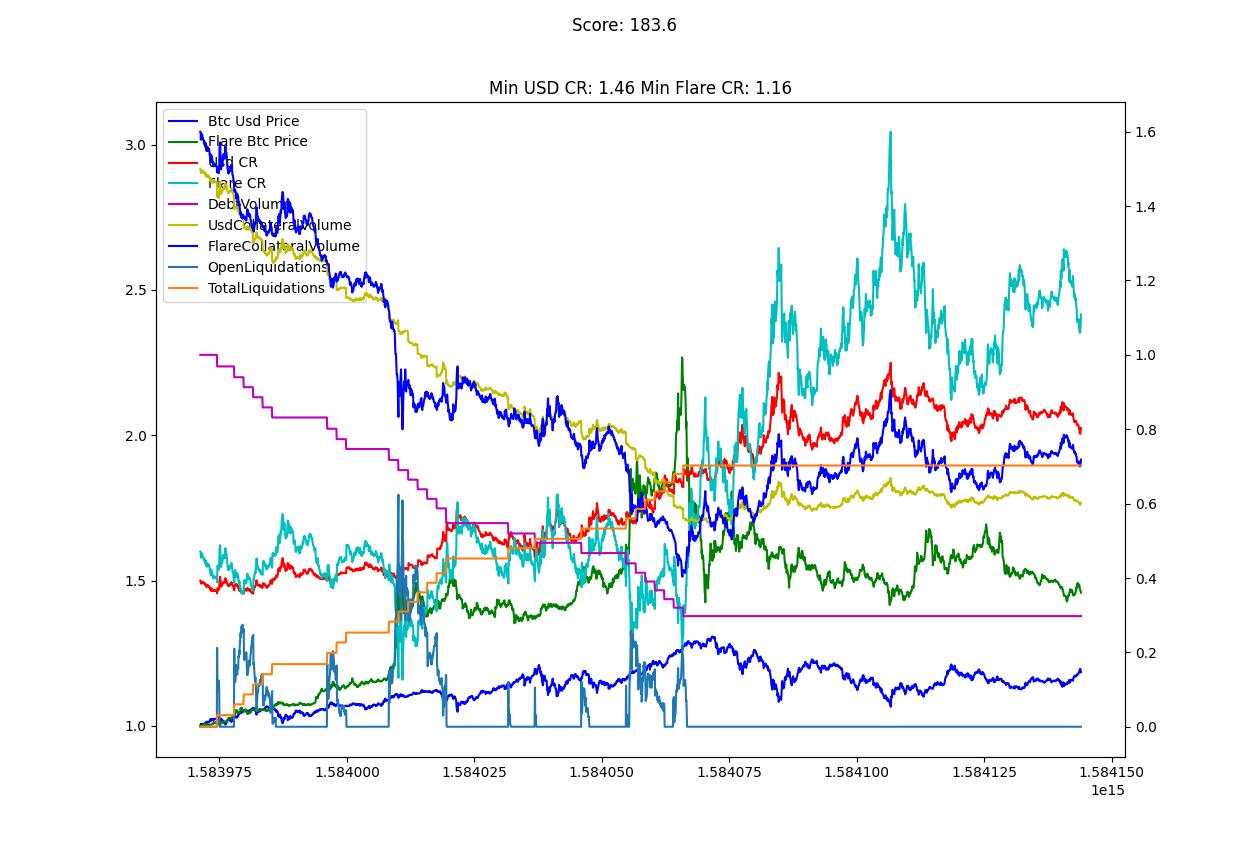 Score: 183.6
Min USD CR: 1.46 Min Flare CR: 1.16
Btc Usd Price
Flare Btc Price
Usd CR
Flare CR
DebtVolume
UsdCollateralVolume
FlareCollateralVolume
OpenLiquidations
TotalLiquidations
3.0
2.5
2.0
1.5
1.0
1.6
1.4
1.2
1.0
0.8
0.6
0.4
0.2
0.0
1.583975
1.584000
1.584025
1.584050
1.584075
1.584100
1.584125
1.584150
1e15